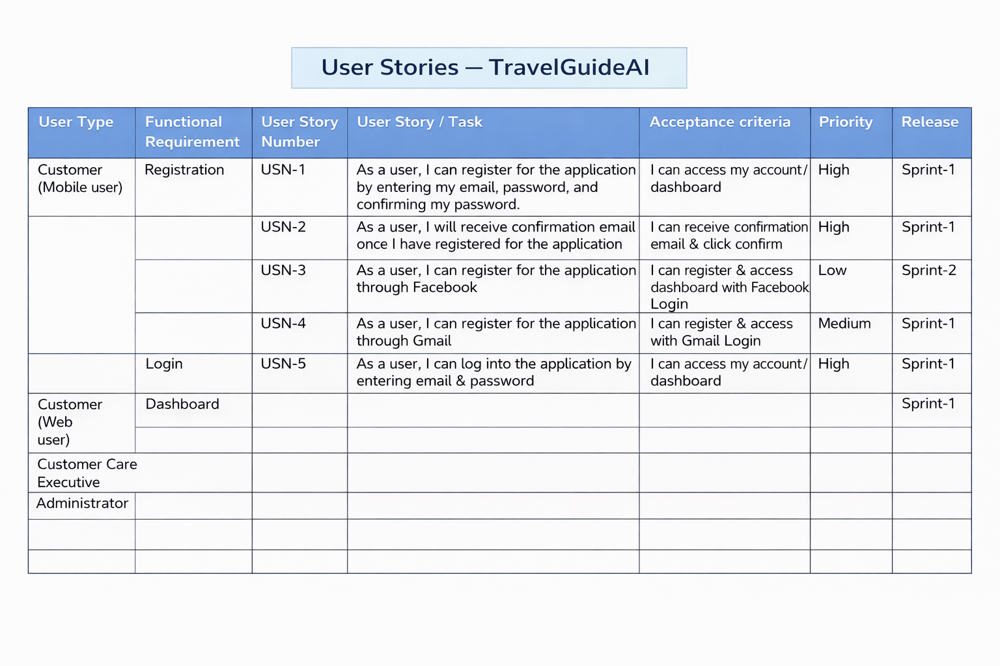 User Stories — TravelGuideAI
User Type
Functional
Requirement
User Story
Number
User Story / Task
Acceptance criteria
Priority
Release
Customer
(Mobile user)
Registration
USN-1
As a user, I can register for the application
by entering my email, password, and
confirming my password.
I can access my account/
dashboard
High
Sprint-1
USN-2
As a user, I will receive confirmation email
once I have registered for the application
I can receive confirmation
email & click confirm
High
Sprint-1
USN-3
As a user, I can register for the application
through Facebook
I can register & access
dashboard with Facebook
Login
Low
Sprint-2
USN-4
As a user, I can register for the application
through Gmail
I can register & access
with Gmail Login
Medium
Sprint-1
Login
USN-5
As a user, I can log into the application by
entering email & password
I can access my account/
dashboard
High
Sprint-1
Customer
(Web
user)
Dashboard
Sprint-1
Customer Care
Executive
Administrator